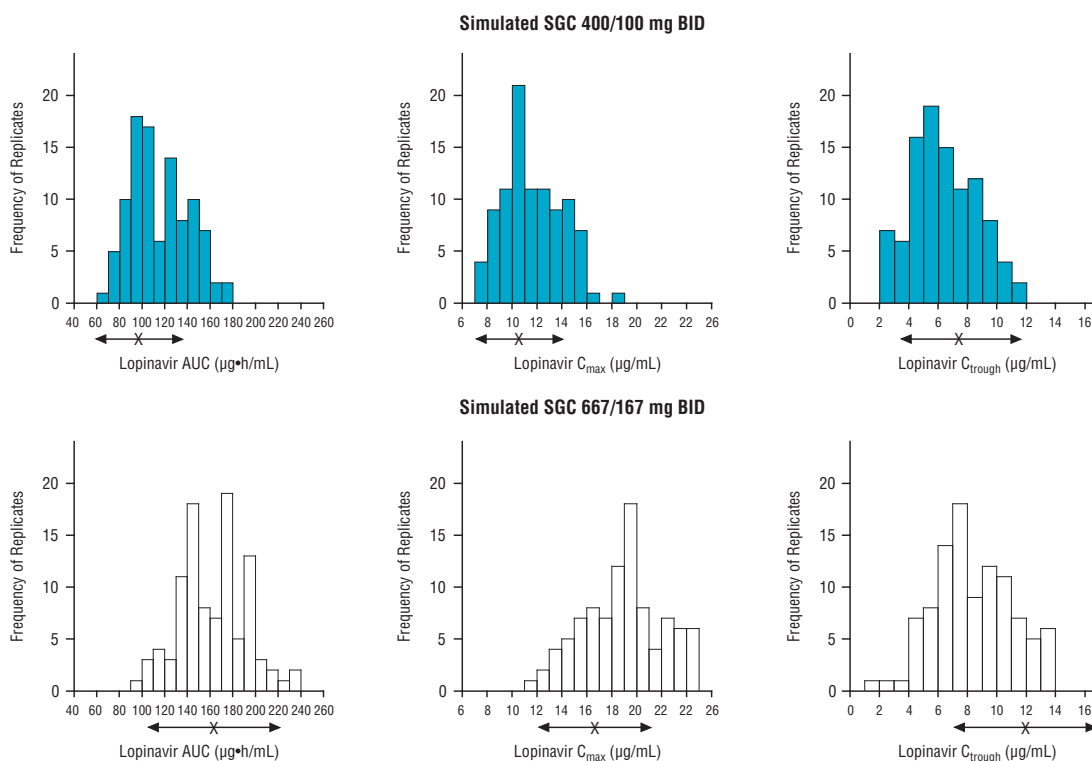 Simulated SGC 400/100 mg BID
Frequency of Replicates
20
15
10
5
0
40 60 80 100 120 140 160 180 200 220 240 260
X
Lopinavir AUC (µg•h/mL)
Frequency of Replicates
20
15
10
5
0
6 8 10 12 14 16 18 20 22 24 26
X
Lopinavir Cmax (µg/mL)
Frequency of Replicates
20
15
10
5
0
0 2 4 6 8 10 12 14 16
X
Lopinavir Ctrough (µg/mL)
Simulated SGC 667/167 mg BID
Frequency of Replicates
20
15
10
5
0
40 60 80 100 120 140 160 180 200 220 240 260
X
Lopinavir AUC (µg•h/mL)
Frequency of Replicates
20
15
10
5
0
6 8 10 12 14 16 18 20 22 24 26
X
Lopinavir Cmax (µg/mL)
Frequency of Replicates
20
15
10
5
0
0 2 4 6 8 10 12 14 16
X
Lopinavir Ctrough (µg/mL)